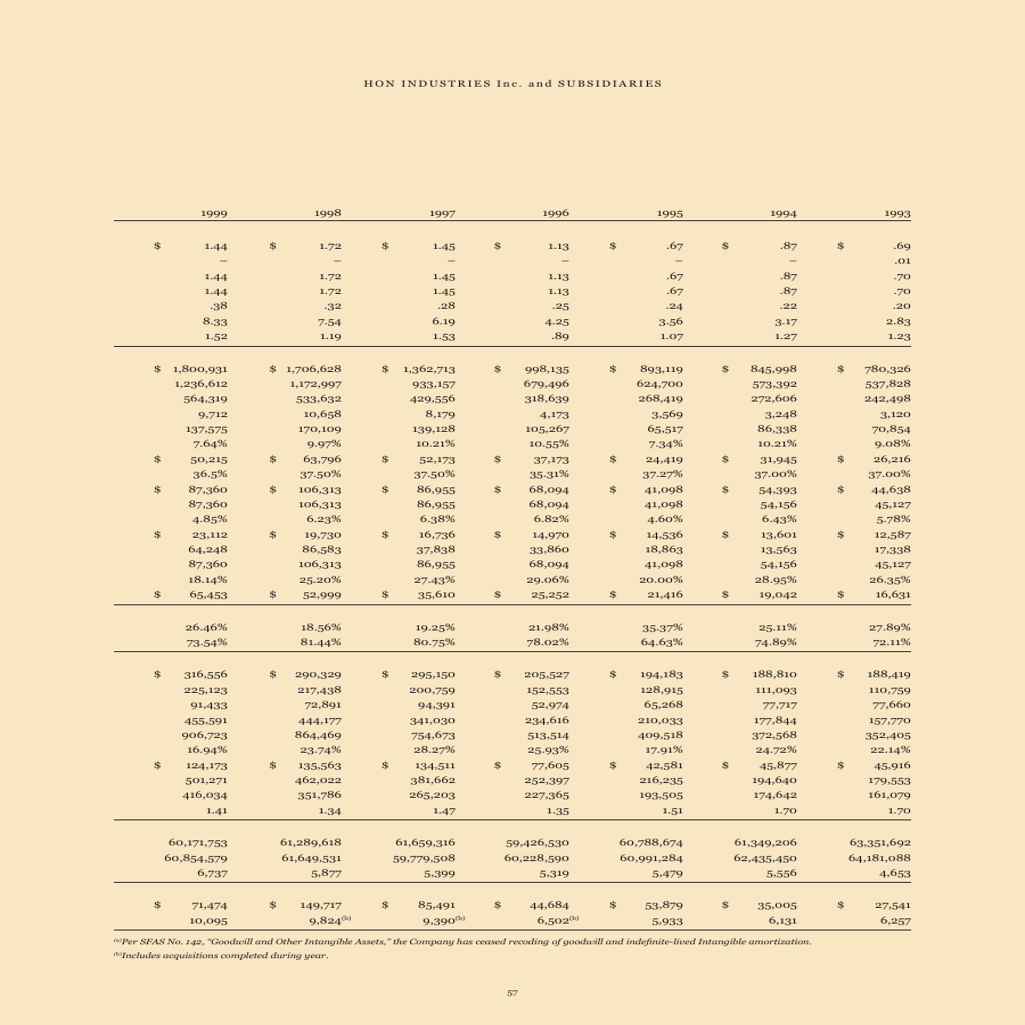 HON INDUSTRIES Inc. and SUBSIDIARIES
1999 1998 1997 1996 1995 1994 1993
$ 1.44 $ 1.72 $ 1.45 $ 1.13 $ .67 $ .87 $ .69
– – – – – – .01
1.44 1.72 1.45 1.13 .67 .87 .70
1.44 1.72 1.45 1.13 .67 .87 .70
.38 .32 .28 .25 .24 .22 .20
8.33 7.54 6.19 4.25 3.56 3.17 2.83
1.52 1.19 1.53 .89 1.07 1.27 1.23
$ 1,800,931 $ 1,706,628 $ 1,362,713 $ 998,135 $ 893,119 $ 845,998 $ 780,326
1,236,612 1,172,997 933,157 679,496 624,700 573,392 537,828
564,319 533,632 429,556 318,639 268,419 272,606 242,498
9,712 10,658 8,179 4,173 3,569 3,248 3,120
137,575 170,109 139,128 105,267 65,517 86,338 70,854
7.64% 9.97% 10.21% 10.55% 7.34% 10.21% 9.08%
$ 50,215 $ 63,796 $ 52,173 $ 37,173 $ 24,419 $ 31,945 $ 26,216
36.5% 37.50% 37.50% 35.31% 37.27% 37.00% 37.00%
$ 87,360 $ 106,313 $ 86,955 $ 68,094 $ 41,098 $ 54,393 $ 44,638
87,360 106,313 86,955 68,094 41,098 54,156 45,127
4.85% 6.23% 6.38% 6.82% 4.60% 6.43% 5.78%
$ 23,112 $ 19,730 $ 16,736 $ 14,970 $ 14,536 $ 13,601 $ 12,587
64,248 86,583 37,838 33,860 18,863 13,563 17,338
87,360 106,313 86,955 68,094 41,098 54,156 45,127
18.14% 25.20% 27.43% 29.06% 20.00% 28.95% 26.35%
$ 65,453 $ 52,999 $ 35,610 $ 25,252 $ 21,416 $ 19,042 $ 16,631
26.46% 18.56% 19.25% 21.98% 35.37% 25.11% 27.89%
73.54% 81.44% 80.75% 78.02% 64.63% 74.89% 72.11%
$ 316,556 $ 290,329 $ 295,150 $ 205,527 $ 194,183 $ 188,810 $ 188,419
225,123 217,438 200,759 152,553 128,915 111,093 110,759
91,433 72,891 94,391 52,974 65,268 77,717 77,660
455,591 444,177 341,030 234,616 210,033 177,844 157,770
906,723 864,469 754,673 513,514 409,518 372,568 352,405
16.94% 23.74% 28.27% 25.93% 17.91% 24.72% 22.14%
$ 124,173 $ 135,563 $ 134,511 $ 77,605 $ 42,581 $ 45,877 $ 45,916
501,271 462,022 381,662 252,397 216,235 194,640 179,553
416,034 351,786 265,203 227,365 193,505 174,642 161,079
1.41 1.34 1.47 1.35 1.51 1.70 1.70
60,171,753 61,289,618 61,659,316 59,426,530 60,788,674 61,349,206 63,351,692
60,854,579 61,649,531 59,779,508 60,228,590 60,991,284 62,435,450 64,181,088
6,737 5,877 5,399 5,319 5,479 5,556 4,653
$ 71,474 $ 149,717 $ 85,491 $ 44,684 $ 53,879 $ 35,005 $ 27,541
10,095 9,824(b) 9,390(b) 6,502(b) 5,933 6,131 6,257
(a)Per SFAS No. 142, “Goodwill and Other Intangible Assets,” the Company has ceased recoding of goodwill and indefinite-lived Intangible amortization.
(b)Includes acquisitions completed during year.
57